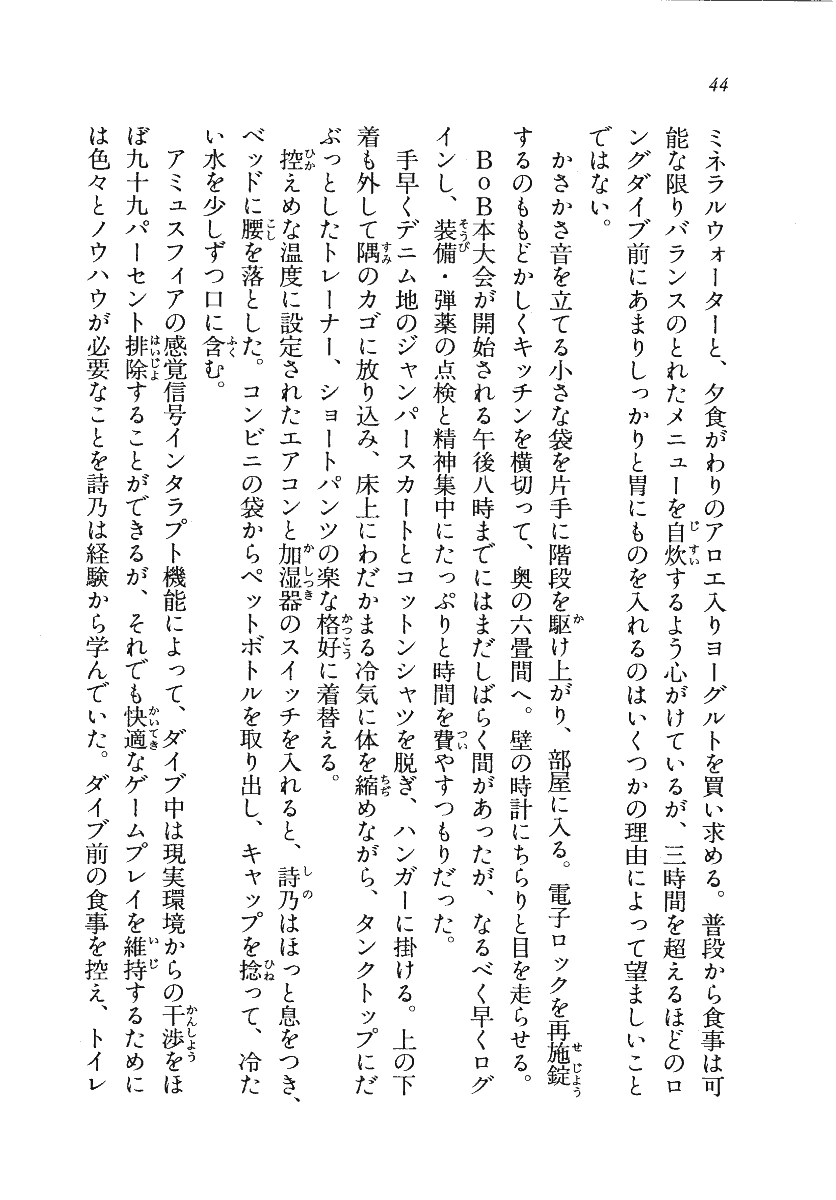 44
ミネラルウォーターと、夕食がわりのアロエ入りヨーグルトを買い求める。普段から食事は可
能な限りバランスのとれたメニューを自炊するよう心がけているが、三時間を超えるほどのロ
ングダイブ前にあまりしっかりと胃にものを入れるのはいくつかの理由によって望ましいこと
ではない。
かさかさ音を立てる小さな袋を片手に階段を駆け上がり、部屋に入る。電子ロックを再施錠
するのももどかしくキッチンを横切って、奥の六畳間へ。壁の時計にちらりと目を走らせる。
BoB本大会が開始される午後八時までにはまだしばらく間があったが、なるべく早くログ
インし、装備・弾薬の点検と精神集中にたっぷりと時間を費やすつもりだった。
手早くデニム地のジャンパースカートとコットンシャツを脱ぎ、ハンガーに掛ける。上の下
着も外して隅のカゴに放り込み、床上にわだかまる冷気に体を縮めながら、タンクトップにだ
ぶっとしたトレーナー、ショートパンツの楽な格好に着替える。
控えめな温度に設定されたエアコンと加湿器のスイッチを入れると、詩乃はほっと息をつき、
ベッドに腰を落とした。コンビニの袋からペットボトルを取り出し、キャップを捻って、冷た
い水を少しずつ口に含む。
アミュスフィアの感覚信号インタラプト機能によって、ダイブ中は現実環境からの干渉をほ
ぼ九十九パーセント排除することができるが、それでも快適なゲームプレイを維持するために
は色々とノウハウが必要なことを詩乃は経験から学んでいた。ダイブ前の食事を控え、トイレ